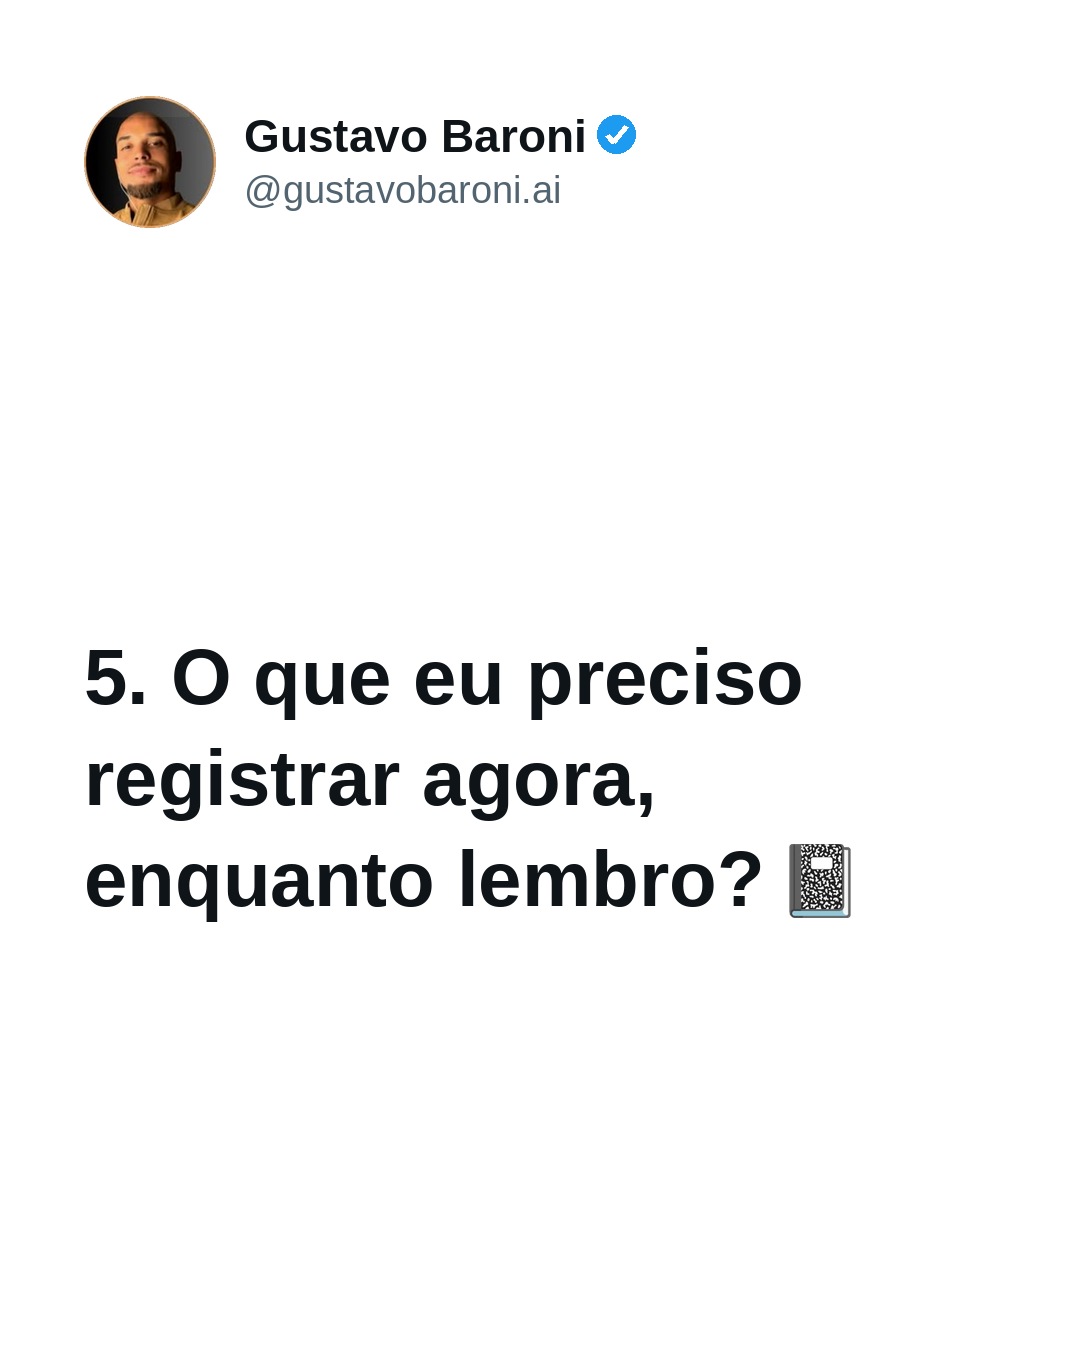 Gustavo Baroni
@gustavobaroni.ai
5. O que eu preciso
registrar agora,
enquanto lembro? 📓